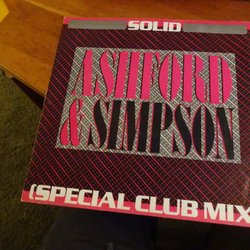 SOLID
ASHFORD
& SIMPSON
(SPECIAL CLUB MIX